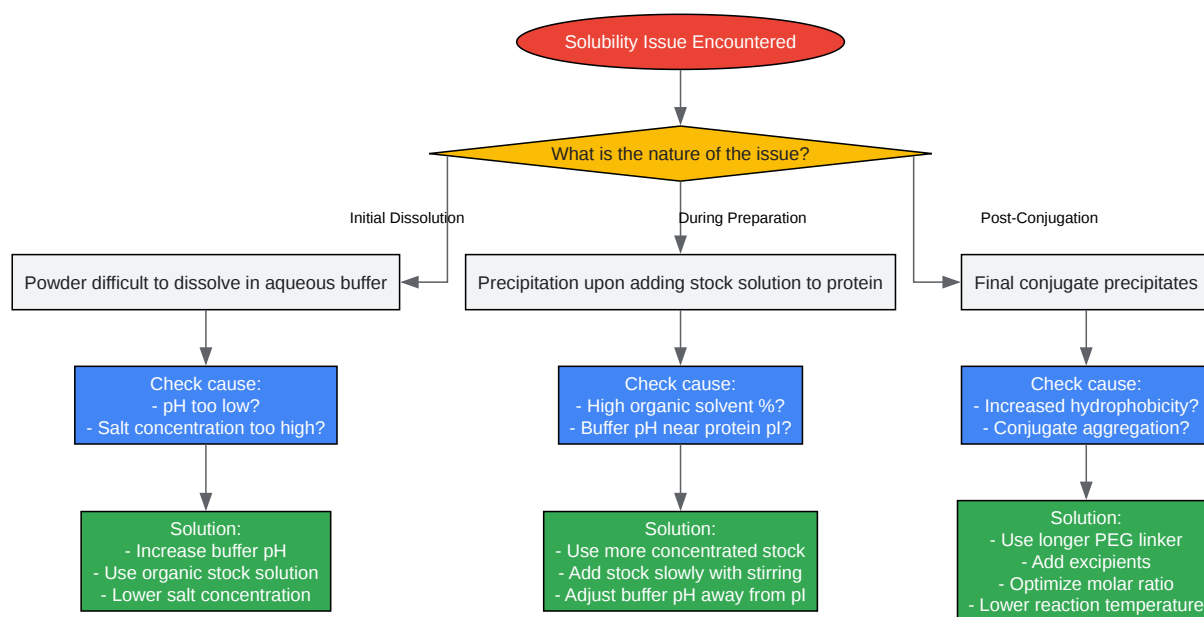 Solubility Issue Encountered
What is the nature of the issue?
Initial Dissolution
During Preparation
Post-Conjugation
Powder difficult to dissolve in aqueous buffer
Precipitation upon adding stock solution to protein
Final conjugate precipitates
Check cause:
- pH too low?
- Salt concentration too high?
Check cause:
- High organic solvent %?
- Buffer pH near protein pI?
Check cause:
- Increased hydrophobicity?
- Conjugate aggregation?
Solution:
- Increase buffer pH
- Use organic stock solution
- Lower salt concentration
Solution:
- Use more concentrated stock
- Add stock slowly with stirring
- Adjust buffer pH away from pI
Solution:
- Use longer PEG linker
- Add excipients
- Optimize molar ratio
- Lower reaction temperature